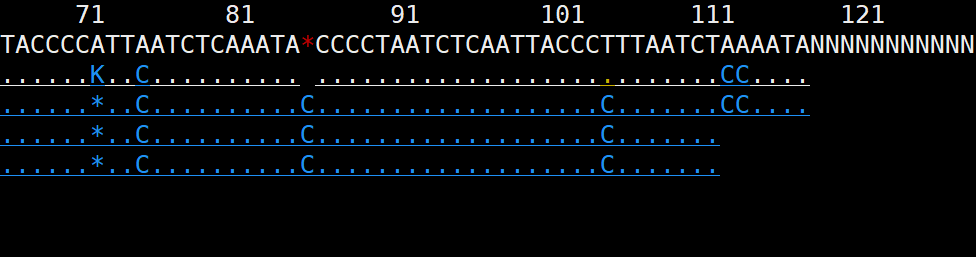 71 81 91 101 111 121
TACCCCATTAATCTCAAATA*CCCCTAATCTCAATTACCCTTTAATCTAAAATANNNNNNNNNNN
......K..C.......... ...........................CC....
......*..C..........C...................C.......CC....
......*..C..........C...................C.......
......*..C..........C...................C.......